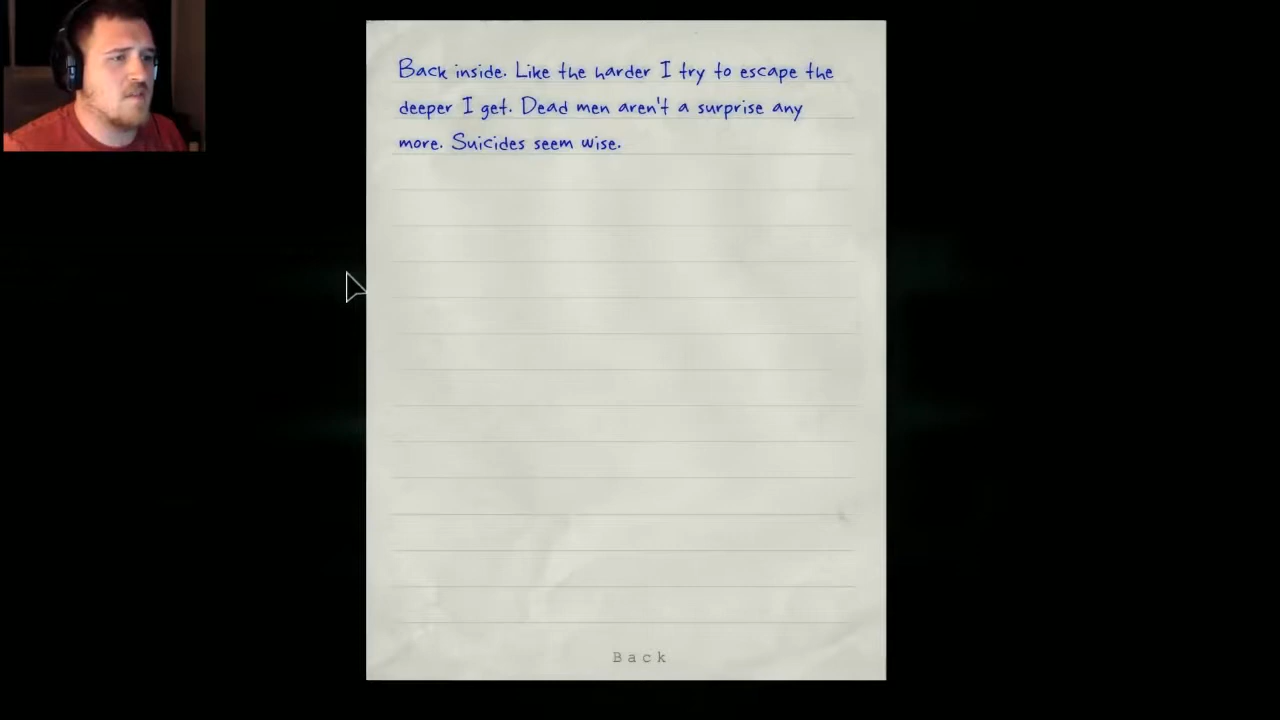 Back inside. Like the harder I try to escape the
deeper I get. Dead men aren't a surprise any
more. Suicides seem wise.
Back